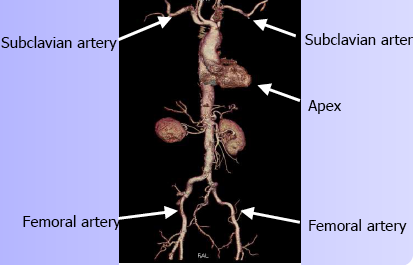 Subclavian artery
Subclavian arter
Apex
Femoral artery
Femoral artery